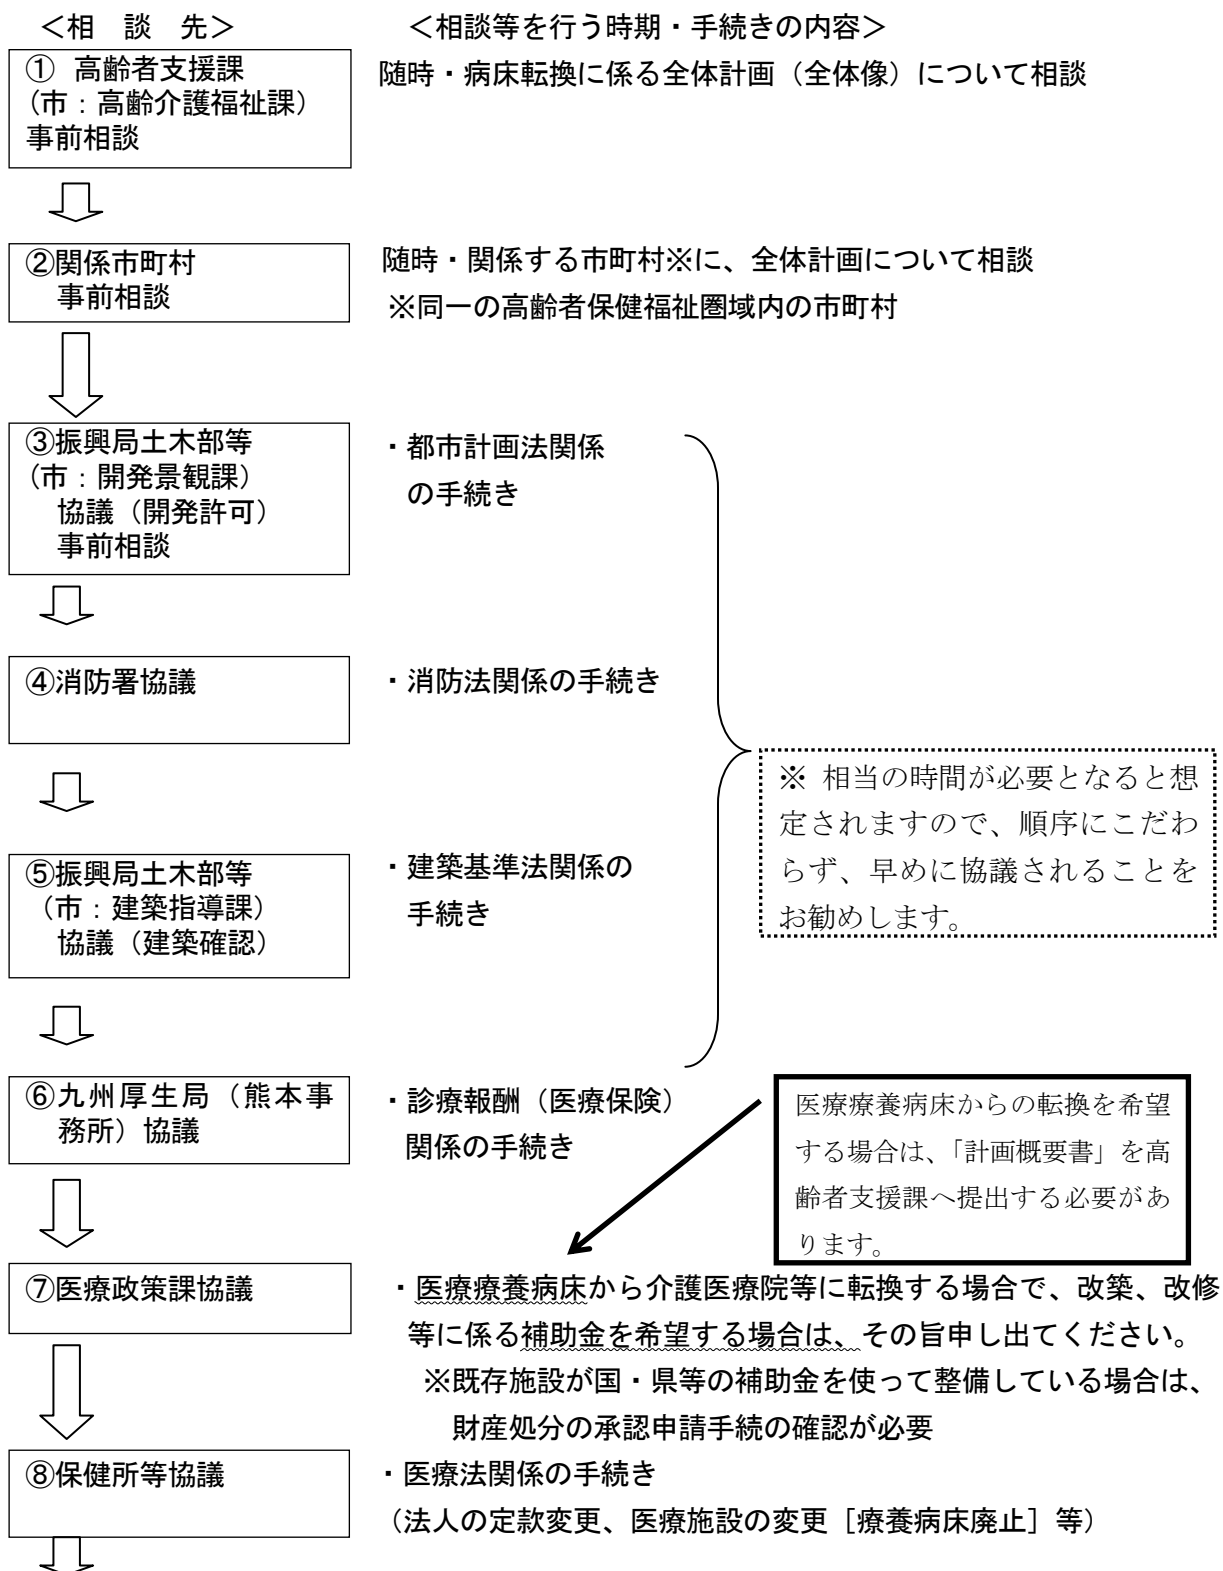 ＜相　談　先＞　＜相談等を行う時期・手続きの内容＞
① 高齢者支援課
（市：高齢介護福祉課）
事前相談
随時・病床転換に係る全体計画（全体像）について相談
②関係市町村
事前相談
随時・関係する市町村※に、全体計画について相談
※同一の高齢者保健福祉圏域内の市町村
③振興局土木部等
（市：開発景観課）
協議（開発許可）
事前相談
・都市計画法関係
の手続き
④消防署協議
・消防法関係の手続き
※ 相当の時間が必要となると想
定されますので、順序にこだわ
らず、早めに協議されることを
お勧めします。
⑤振興局土木部等
（市：建築指導課）
協議（建築確認）
・建築基準法関係の
手続き
⑥九州厚生局（熊本事
務所）協議
・診療報酬（医療保険）
関係の手続き
医療療養病床からの転換を希望
する場合は、「計画概要書」を高
齢者支援課へ提出する必要があ
ります。
⑦医療政策課協議
・医療療養病床から介護医療院等に転換する場合で、改築、改修
等に係る補助金を希望する場合は、その旨申し出てください。
※既存施設が国・県等の補助金を使って整備している場合は、
財産処分の承認申請手続の確認が必要
⑧保健所等協議
・医療法関係の手続き
（法人の定款変更、医療施設の変更［療養病床廃止］等）